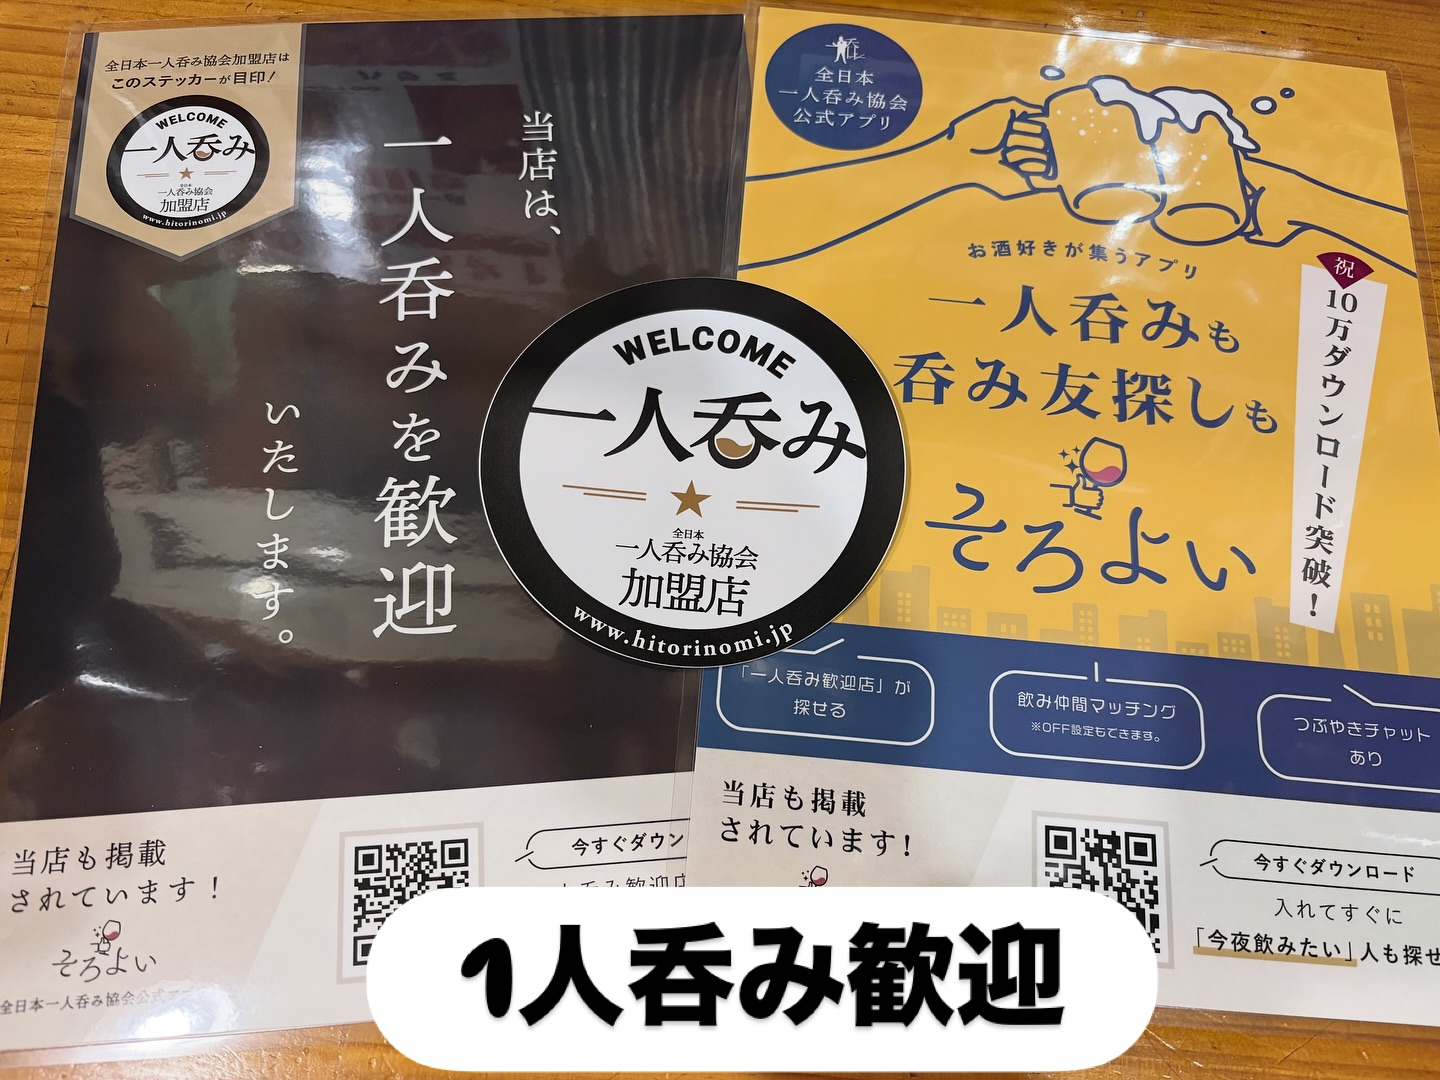 全日本一人呑み協会加盟店は
このステッカーが目印!
WELCOME
一人呑み
全日本
一人呑み協会
加盟店
www.hitorinomi.jp
当店は、
一人呑みを歓迎
いたします。
当店も掲載
されています!
そろよい
全日本一人呑み協会公式ア
今すぐダウン
WELCOME
一人呑み
全日本
一人呑み協会
加盟店
www.hitorinomi.jp
全日本
一人呑み協会
公式アプリ
お酒好きが集うアプリ
一人呑みも
呑み友探しも
そろよい
祝
10万ダウンロード突破!
「一人呑み歓迎店」が
探せる
飲み仲間マッチング
※OFF設定もできます。
つぶやきチャット
あり
当店も掲載
されています!
今すぐダウンロード
入れてすぐに
「今夜飲みたい」人も探せ
1人呑み歓迎